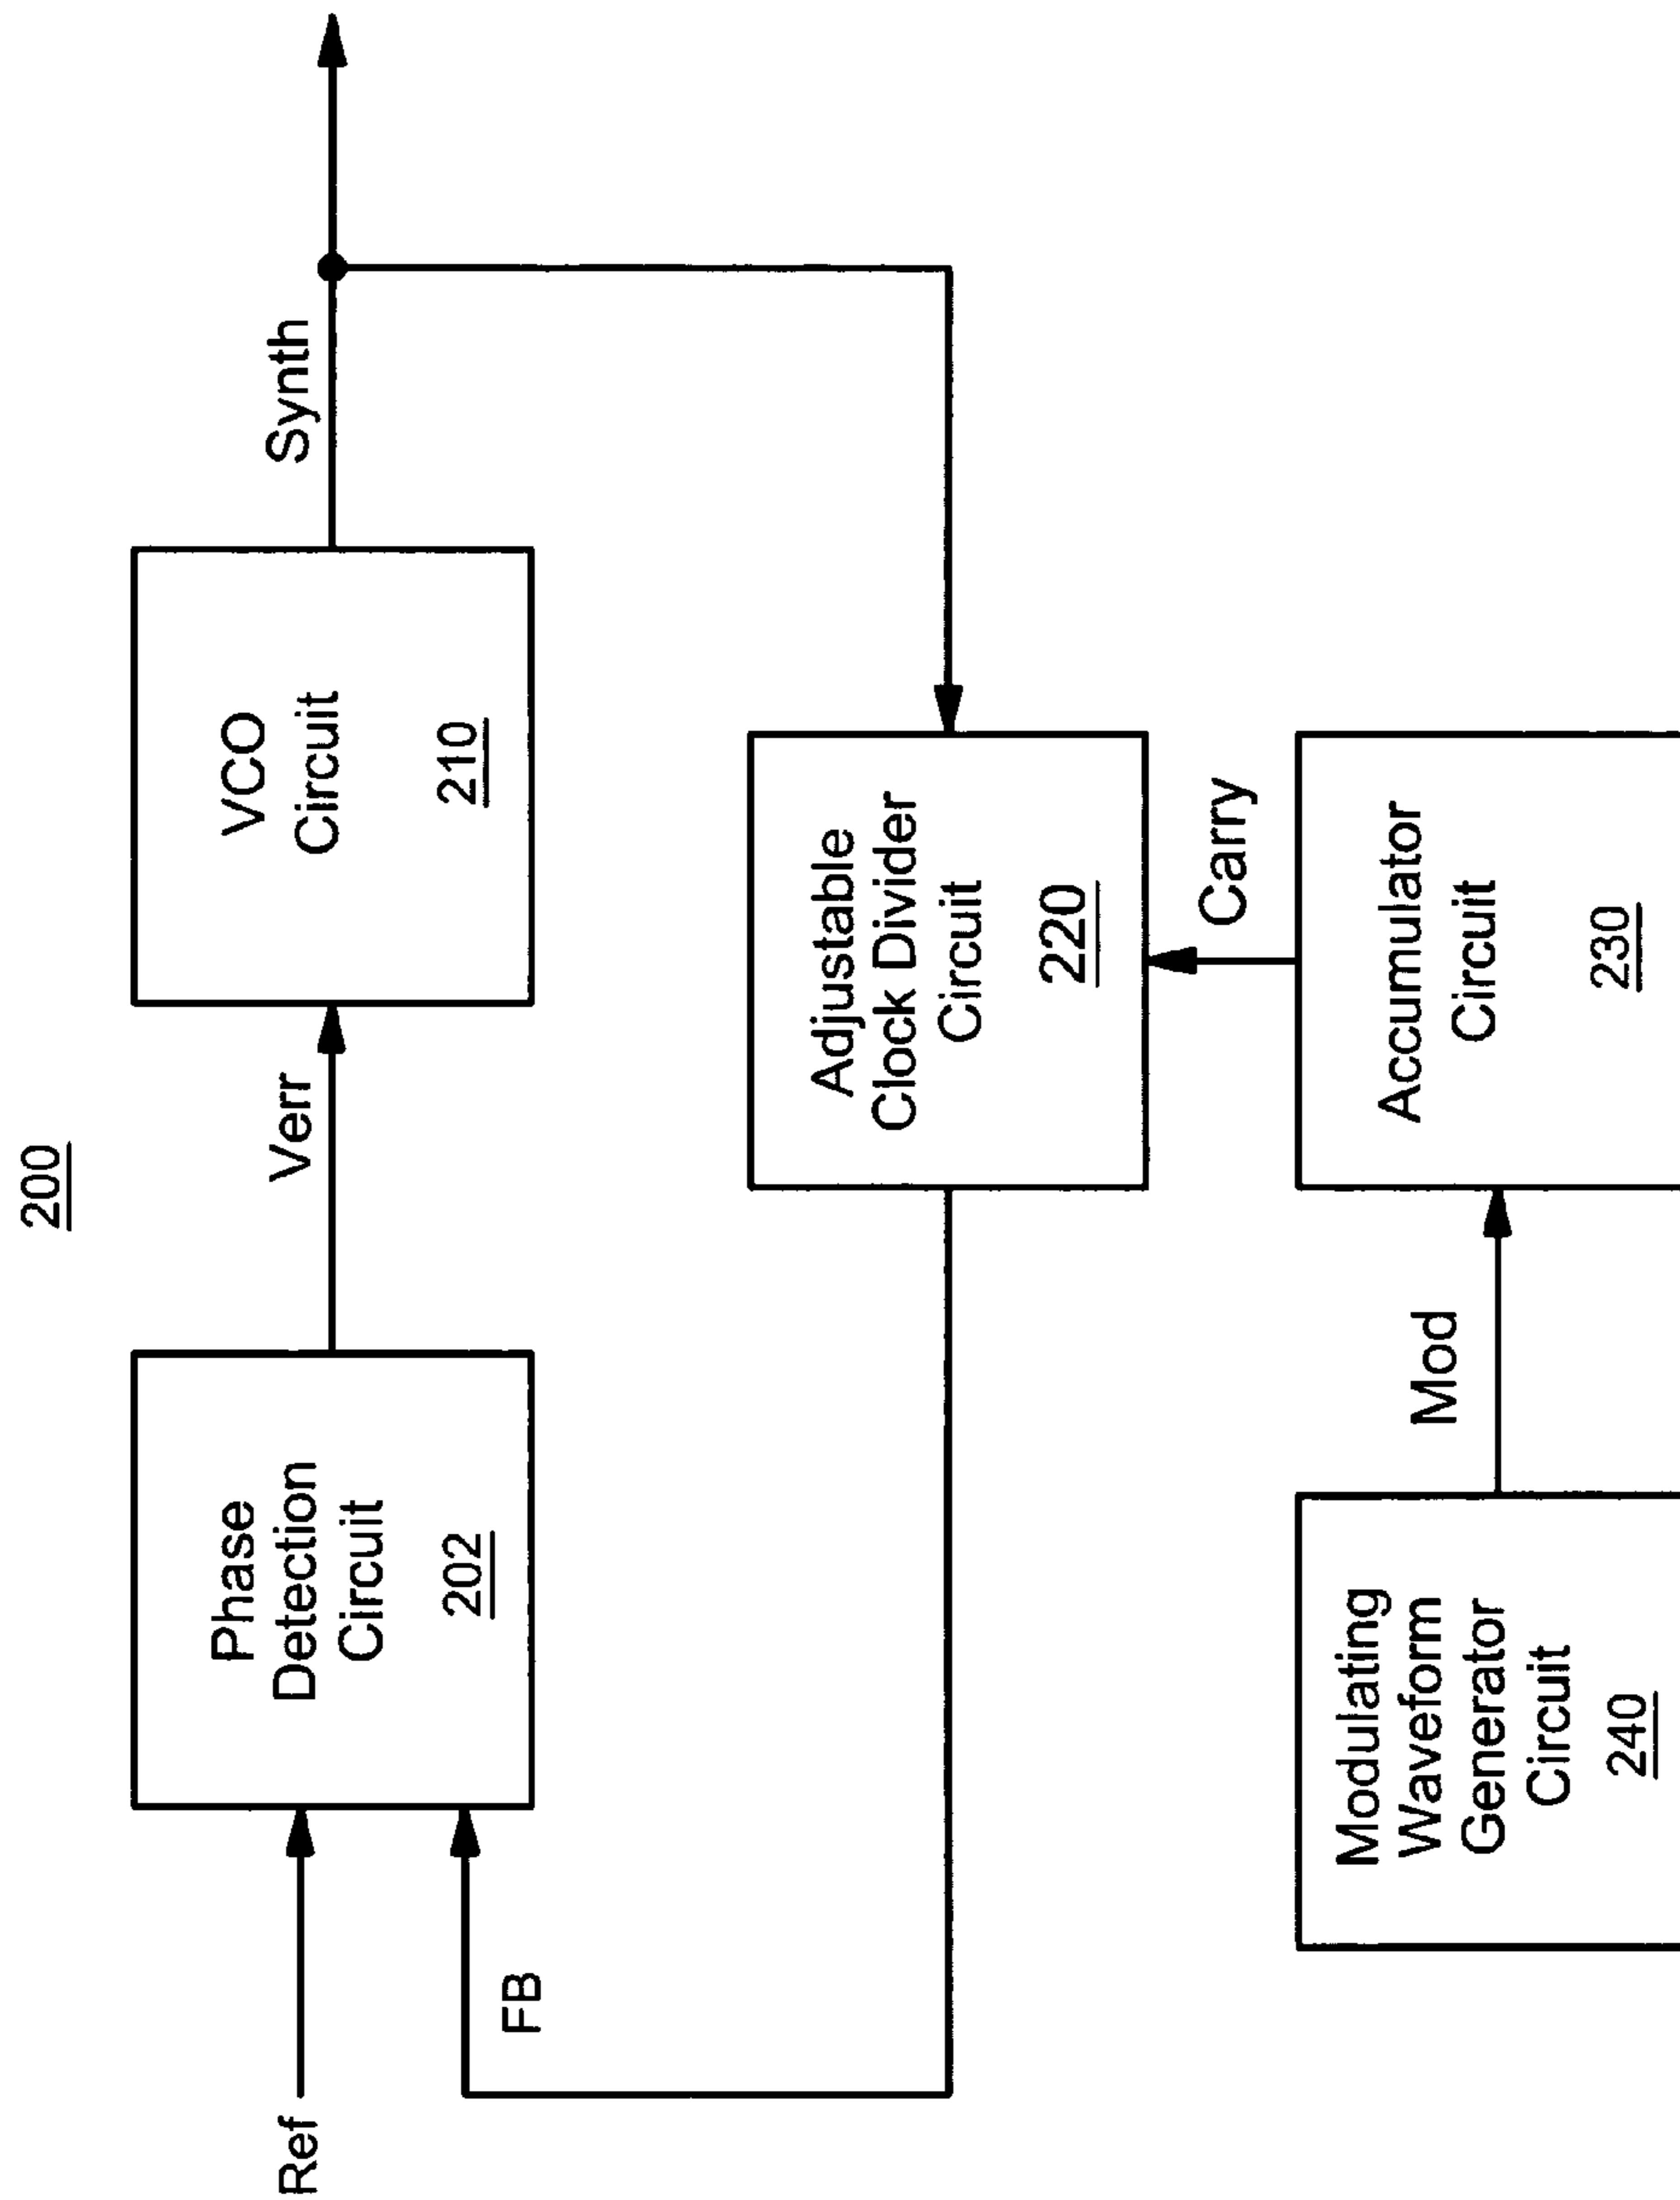 200
Ref
Phase
Detection
Circuit
202
Verr
VCO
Circuit
210
Synth
FB
Adjustable
Clock Divider
Circuit
220
Carry
Modulating
Waveform
Generator
Circuit
240
Mod
Accumulator
Circuit
230